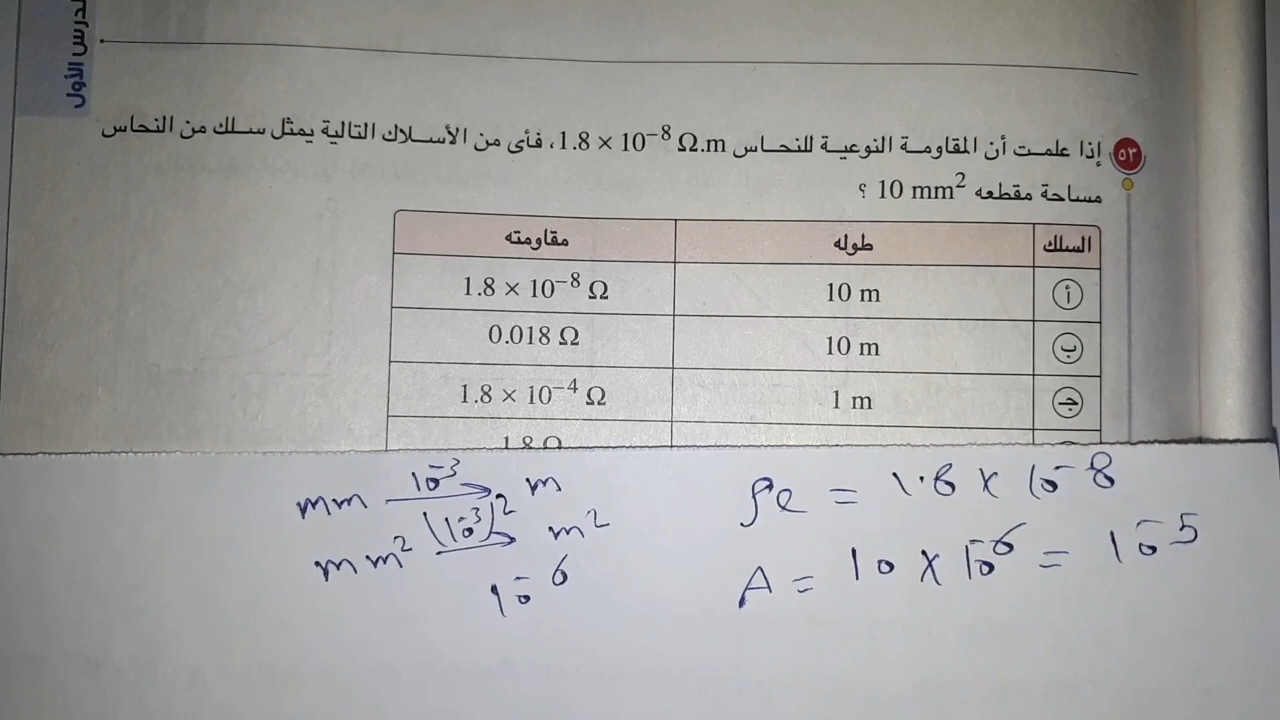 الدرس الأول
٥٣ إذا علمت أن المقاومة النوعية للنحاس 1.8 × 10⁻⁸ Ω.m، فأى من الأسلاك التالية يمثل سلك من النحاس
مساحة مقطعه 10 mm² ؟
السلك طوله مقاومته
أ 10 m 1.8 × 10⁻⁸ Ω
ب 10 m 0.018 Ω
جـ 1 m 1.8 × 10⁻⁴ Ω
1.8 Ω
mm 10⁻³ m
mm² (10⁻³)² m²
10⁻⁶
ρe = 1.8 × 10⁻⁸
A = 10 × 10⁻⁶ = 10⁻⁵